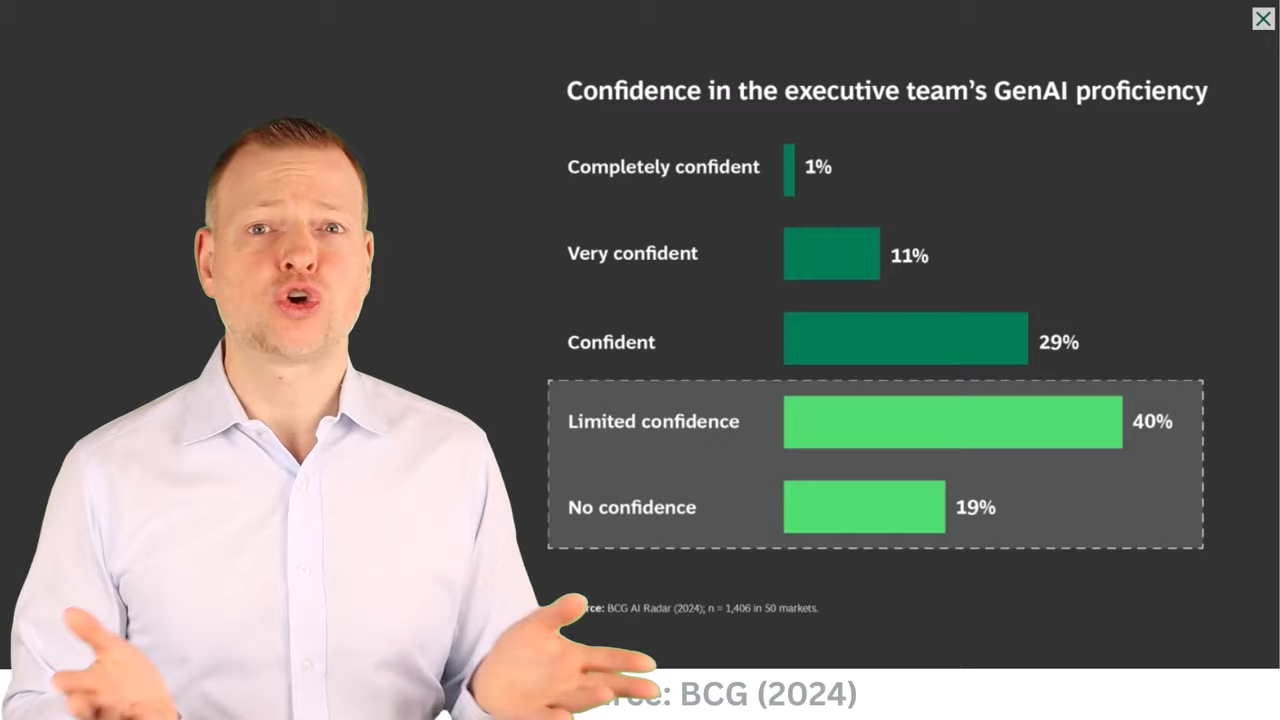 Confidence in the executive team's GenAI proficiency
Completely confident 1%
Very confident 11%
Confident 29%
Limited confidence 40%
No confidence 19%
BCG AI Radar (2024); n = 1,406 in 50 markets.
BCG (2024)